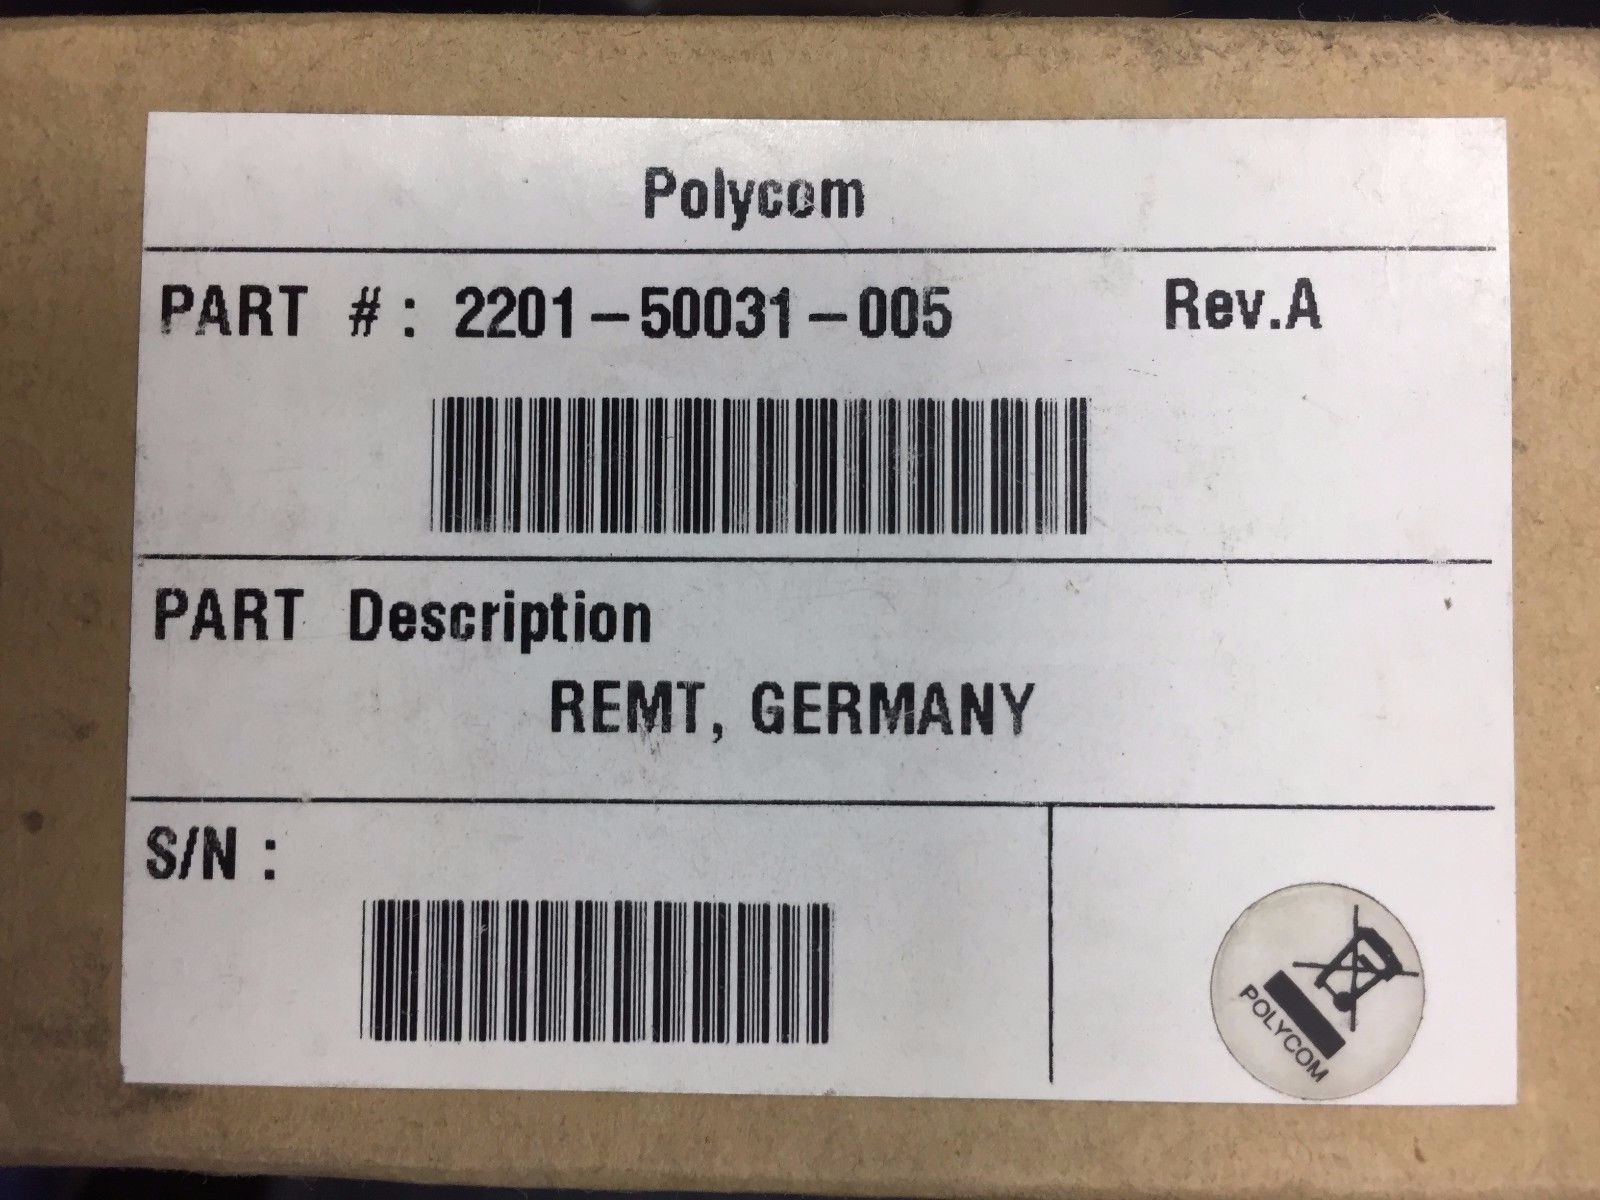 Polycom
PART #: 2201-50031-005 Rev.A
PART Description
REMT, GERMANY
S/N :
POLYCOM